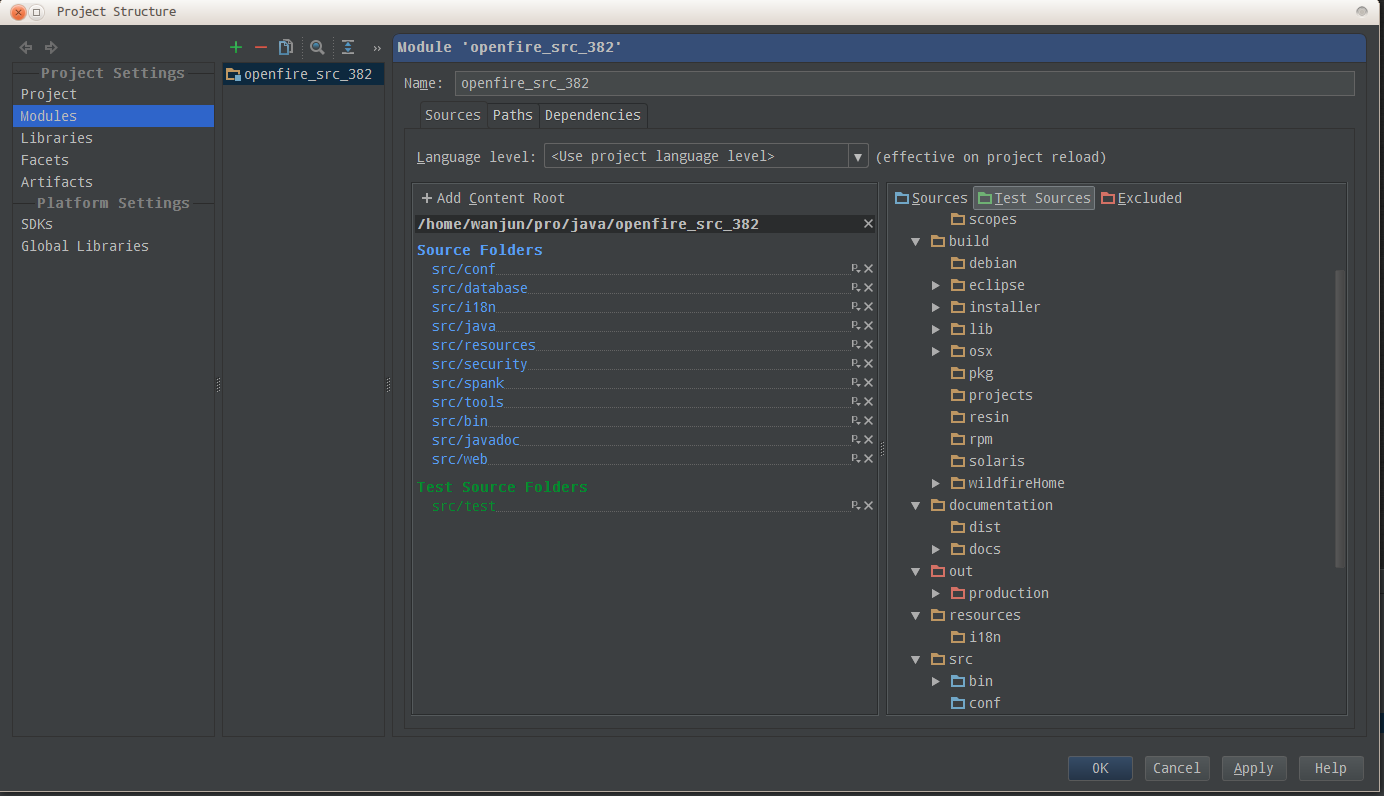 Project Structure
Project Settings
Project
Modules
Libraries
Facets
Artifacts
Platform Settings
SDKs
Global Libraries
»
openfire_src_382
Module 'openfire_src_382'
Name: openfire_src_382
Sources Paths Dependencies
Language level: <Use project language level> (effective on project reload)
+ Add Content Root
/home/wanjun/pro/java/openfire_src_382
Source Folders
src/conf
src/database
src/i18n
src/java
src/resources
src/security
src/spank
src/tools
src/bin
src/javadoc
src/web
Test Source Folders
src/test
Sources Test Sources Excluded
scopes
build
debian
eclipse
installer
lib
osx
pkg
projects
resin
rpm
solaris
wildfireHome
documentation
dist
docs
out
production
resources
i18n
src
bin
conf
OK Cancel Apply Help